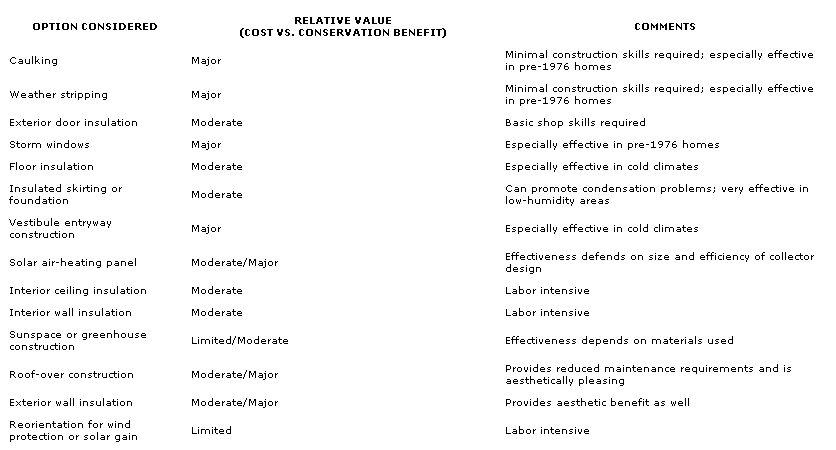 OPTION CONSIDERED RELATIVE VALUE COMMENTS
(COST VS. CONSERVATION BENEFIT)
Caulking Major Minimal construction skills required; especially effective
in pre-1976 homes
Weather stripping Major Minimal construction skills required; especially effective
in pre-1976 homes
Exterior door insulation Moderate Basic shop skills required
Storm windows Major Especially effective in pre-1976 homes
Floor insulation Moderate Especially effective in cold climates
Insulated skirting or Moderate Can promote condensation problems; very effective in
foundation low-humidity areas
Vestibule entryway Major Especially effective in cold climates
construction
Solar air-heating panel Moderate/Major Effectiveness defends on size and efficiency of collector
design
Interior ceiling insulation Moderate Labor intensive
Interior wall insulation Moderate Labor intensive
Sunspace or greenhouse Limited/Moderate Effectiveness depends on materials used
construction
Roof-over construction Moderate/Major Provides reduced maintenance requirements and is
aesthetically pleasing
Exterior wall insulation Moderate/Major Provides aesthetic benefit as well
Reorientation for wind Limited Labor intensive
protection or solar gain